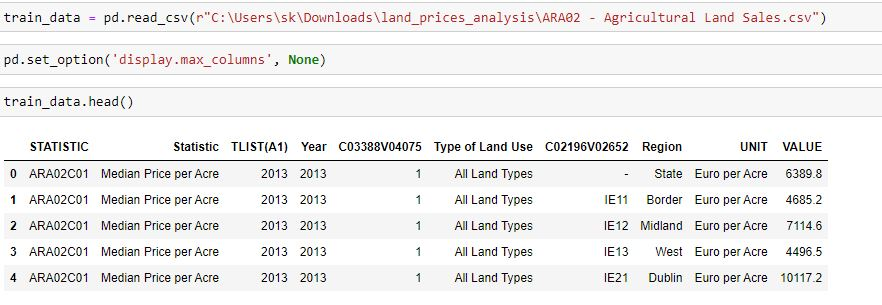 train_data = pd.read_csv(r"C:\Users\sk\Downloads\land_prices_analysis\ARA02 - Agricultural Land Sales.csv")
pd.set_option('display.max_columns', None)
train_data.head()
STATISTIC Statistic TLIST(A1) Year C03388V04075 Type of Land Use C02196V02652 Region UNIT VALUE
0 ARA02C01 Median Price per Acre 2013 2013 1 All Land Types - State Euro per Acre 6389.8
1 ARA02C01 Median Price per Acre 2013 2013 1 All Land Types IE11 Border Euro per Acre 4685.2
2 ARA02C01 Median Price per Acre 2013 2013 1 All Land Types IE12 Midland Euro per Acre 7114.6
3 ARA02C01 Median Price per Acre 2013 2013 1 All Land Types IE13 West Euro per Acre 4496.5
4 ARA02C01 Median Price per Acre 2013 2013 1 All Land Types IE21 Dublin Euro per Acre 10117.2